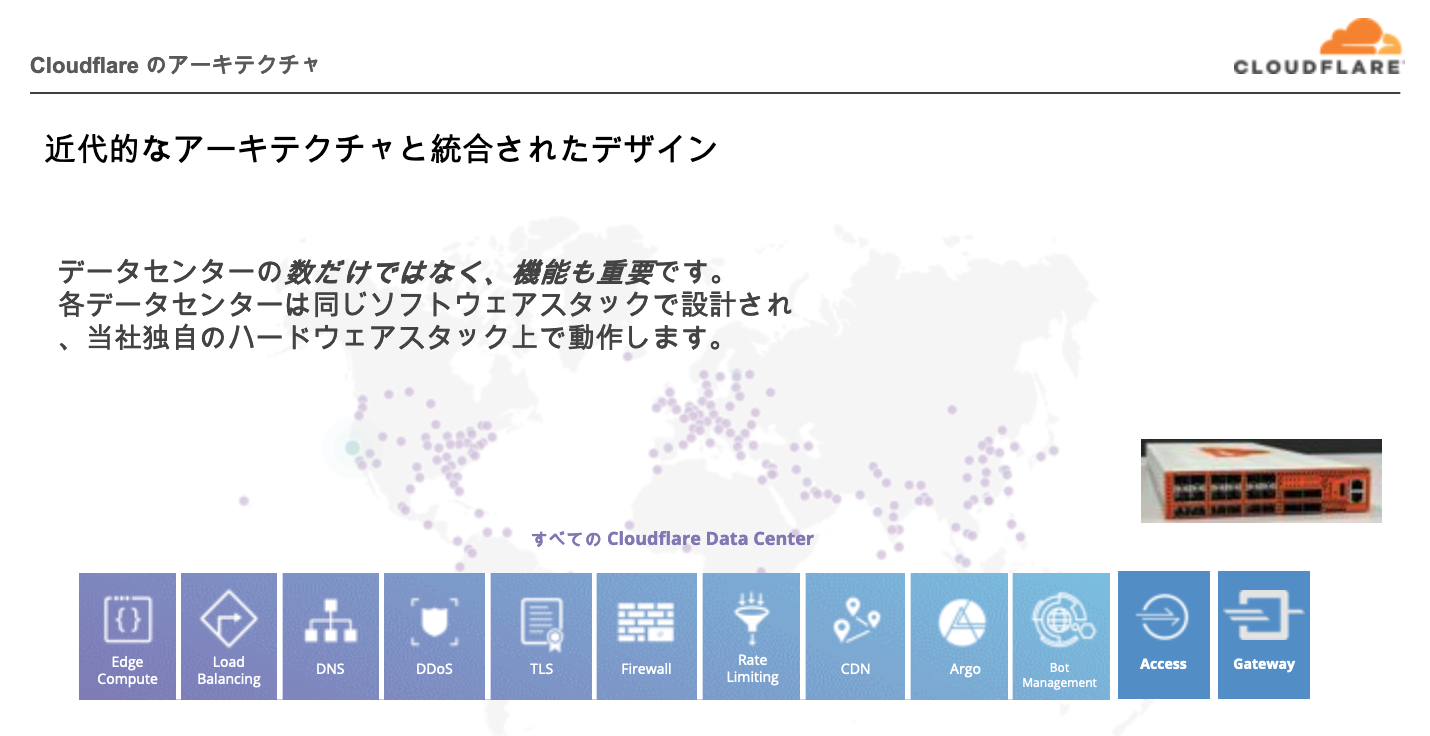 Cloudflare のアーキテクチャ
CLOUDFLARE
近代的なアーキテクチャと統合されたデザイン
データセンターの数だけではなく、機能も重要です。
各データセンターは同じソフトウェアスタックで設計され
、当社独自のハードウェアスタック上で動作します。
すべての Cloudflare Data Center
Edge
Compute
Load
Balancing
DNS
DDoS
TLS
Firewall
Rate
Limiting
CDN
Argo
Bot
Management
Access
Gateway